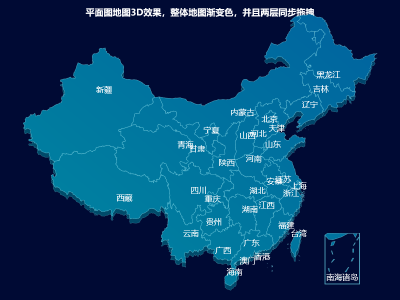 平面图地图3D效果，整体地图渐变色，并且两层同步拖拽
黑龙江
吉林
新疆
辽宁
内蒙古
北京
天津
宁夏
山西
河北
山东
青海
甘肃
河南
陕西
江苏
安徽
上海
四川
湖北
浙江
西藏
重庆
江西
湖南
贵州
福建
云南
台湾
广东
广西
香港
澳门
海南
南海诸岛